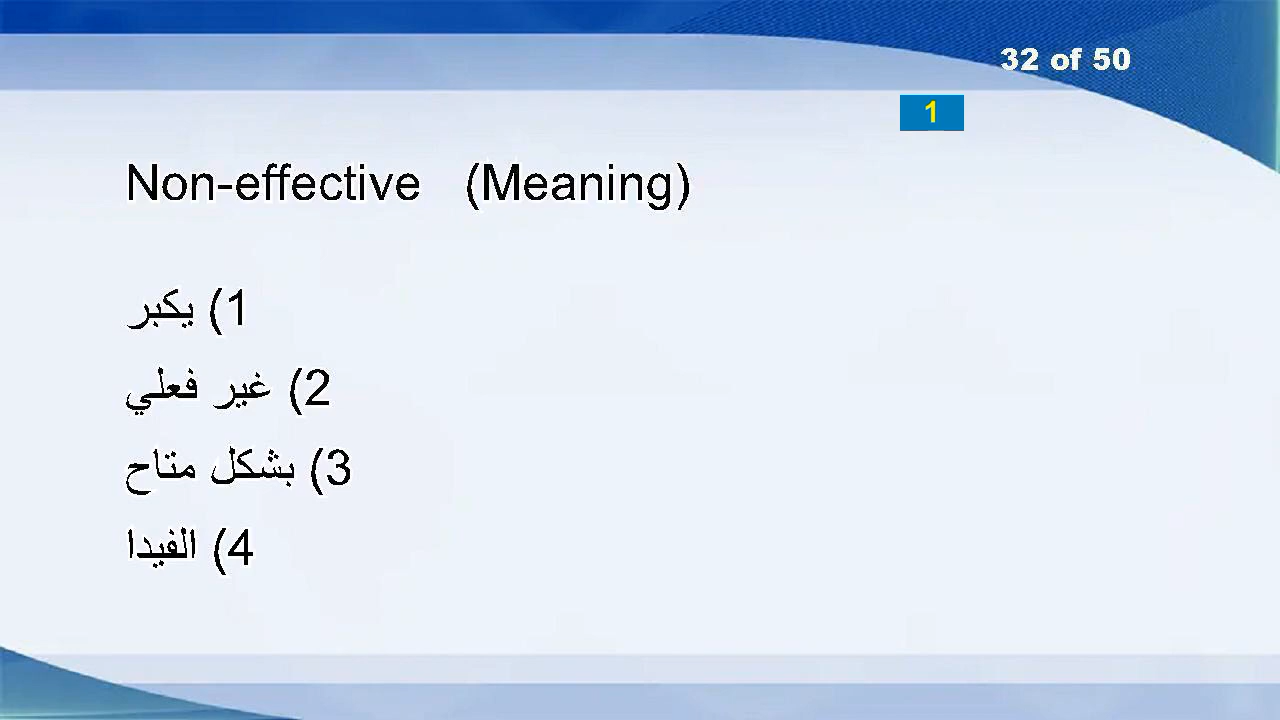 32 of 50
1
Non-effective (Meaning)
1) يكبر
2) غير فعلي
3) بشكل متاح
4) الفيدا